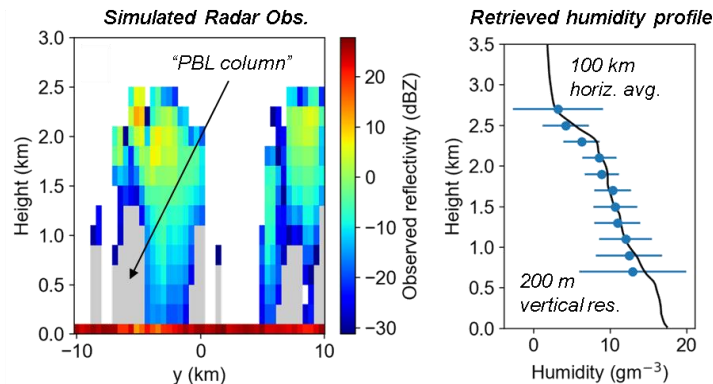 Simulated Radar Obs.
Retrieved humidity profile
3.0
2.5
2.0
1.5
1.0
0.5
0.0
Height (km)
"PBL column"
−10
0
10
y (km)
20
10
0
−10
−20
−30
Observed reflectivity (dBZ)
3.5
3.0
2.5
2.0
1.5
1.0
0.5
0.0
Height (km)
100 km
horiz. avg.
200 m
vertical res.
0
10
20
Humidity (gm⁻³)